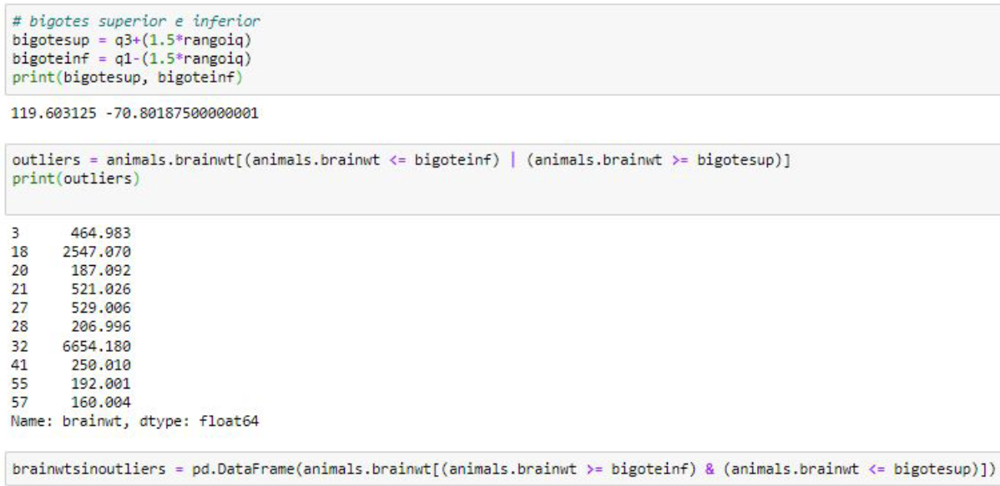 # bigotes superior e inferior
bigotesup = q3+(1.5*rangoiq)
bigoteinf = q1-(1.5*rangoiq)
print(bigotesup, bigoteinf)
119.603125 -70.80187500000001
outliers = animals.brainwt[(animals.brainwt <= bigoteinf) | (animals.brainwt >= bigotesup)]
print(outliers)
3 464.983
18 2547.070
20 187.092
21 521.026
27 529.006
28 206.996
32 6654.180
41 250.010
55 192.001
57 160.004
Name: brainwt, dtype: float64
brainwtsinoutliers = pd.DataFrame(animals.brainwt[(animals.brainwt >= bigoteinf) & (animals.brainwt <= bigotesup)])